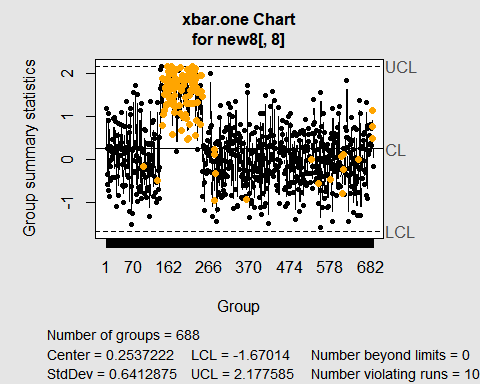 xbar.one Chart
for new8[, 8]
Group summary statistics
2
1
0
-1
UCL
CL
LCL
1 70 162 266 370 474 578 682
Group
Number of groups = 688
Center = 0.2537222 LCL = -1.67014 Number beyond limits = 0
StdDev = 0.6412875 UCL = 2.177585 Number violating runs = 10